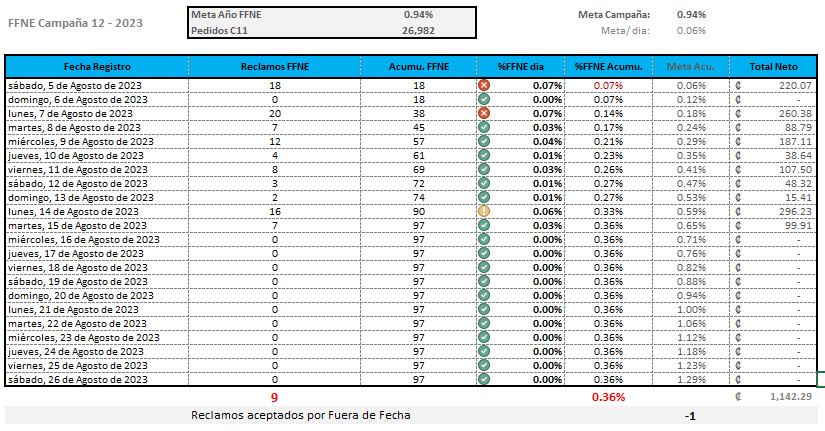 FFNE Campaña 12 - 2023
Meta Año FFNE 0.94%
Pedidos C11 26,982
Meta Campaña: 0.94%
Meta/ dia: 0.06%
Fecha Registro Reclamos FFNE Acumu. FFNE %FFNE dia %FFNE Acumu. Meta Acu. Total Neto
sábado, 5 de Agosto de 2023 18 18 0.07% 0.07% 0.06% ₡ 220.07
domingo, 6 de Agosto de 2023 0 18 0.00% 0.07% 0.12% ₡ -
lunes, 7 de Agosto de 2023 20 38 0.07% 0.14% 0.18% ₡ 260.38
martes, 8 de Agosto de 2023 7 45 0.03% 0.17% 0.24% ₡ 88.79
miércoles, 9 de Agosto de 2023 12 57 0.04% 0.21% 0.29% ₡ 187.11
jueves, 10 de Agosto de 2023 4 61 0.01% 0.23% 0.35% ₡ 38.64
viernes, 11 de Agosto de 2023 8 69 0.03% 0.26% 0.41% ₡ 107.50
sábado, 12 de Agosto de 2023 3 72 0.01% 0.27% 0.47% ₡ 48.32
domingo, 13 de Agosto de 2023 2 74 0.01% 0.27% 0.53% ₡ 15.41
lunes, 14 de Agosto de 2023 16 90 0.06% 0.33% 0.59% ₡ 296.23
martes, 15 de Agosto de 2023 7 97 0.03% 0.36% 0.65% ₡ 99.91
miércoles, 16 de Agosto de 2023 0 97 0.00% 0.36% 0.71% ₡ -
jueves, 17 de Agosto de 2023 0 97 0.00% 0.36% 0.76% ₡ -
viernes, 18 de Agosto de 2023 0 97 0.00% 0.36% 0.82% ₡ -
sábado, 19 de Agosto de 2023 0 97 0.00% 0.36% 0.88% ₡ -
domingo, 20 de Agosto de 2023 0 97 0.00% 0.36% 0.94% ₡ -
lunes, 21 de Agosto de 2023 0 97 0.00% 0.36% 1.00% ₡ -
martes, 22 de Agosto de 2023 0 97 0.00% 0.36% 1.06% ₡ -
miércoles, 23 de Agosto de 2023 0 97 0.00% 0.36% 1.12% ₡ -
jueves, 24 de Agosto de 2023 0 97 0.00% 0.36% 1.18% ₡ -
viernes, 25 de Agosto de 2023 0 97 0.00% 0.36% 1.23% ₡ -
sábado, 26 de Agosto de 2023 0 97 0.00% 0.36% 1.29% ₡ -
9 0.36% ₡ 1,142.29
Reclamos aceptados por Fuera de Fecha -1